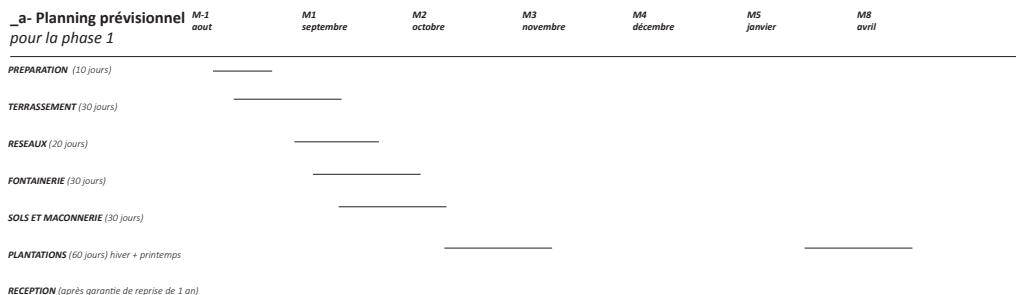 _a- Planning prévisionnel
pour la phase 1
M-1
aout
M1
septembre
M2
octobre
M3
novembre
M4
décembre
M5
janvier
M8
avril
PREPARATION (10 jours)
TERRASSEMENT (30 jours)
RESEAUX (20 jours)
FONTAINERIE (30 jours)
SOLS ET MACONNERIE (30 jours)
PLANTATIONS (60 jours) hiver + printemps
RECEPTION (après garantie de reprise de 1 an)